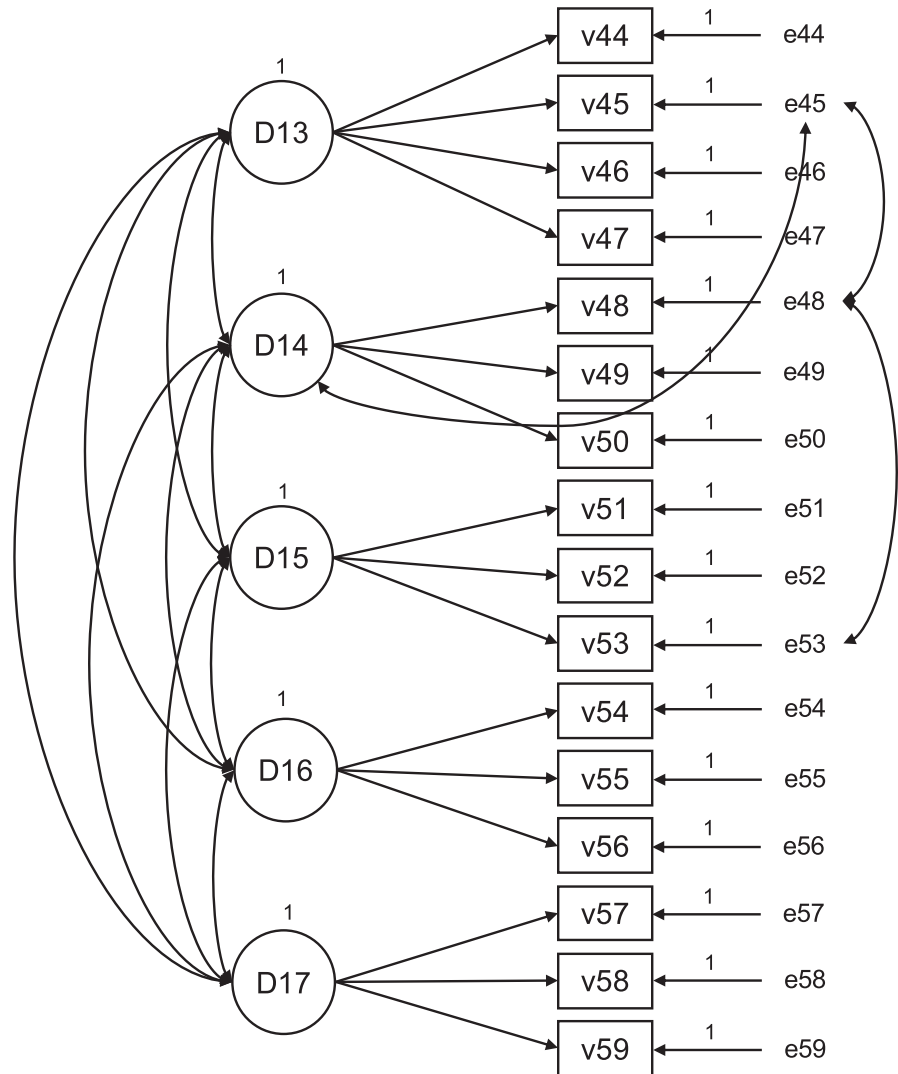 v44 1 e44
1
v45 1 e45
D13
v46 1 e46
v47 1 e47
1
v48 1 e48
D14
v49 1 e49
v50 1 e50
1
v51 1 e51
D15
v52 1 e52
v53 1 e53
1
v54 1 e54
D16
v55 1 e55
v56 1 e56
1
v57 1 e57
D17
v58 1 e58
v59 1 e59